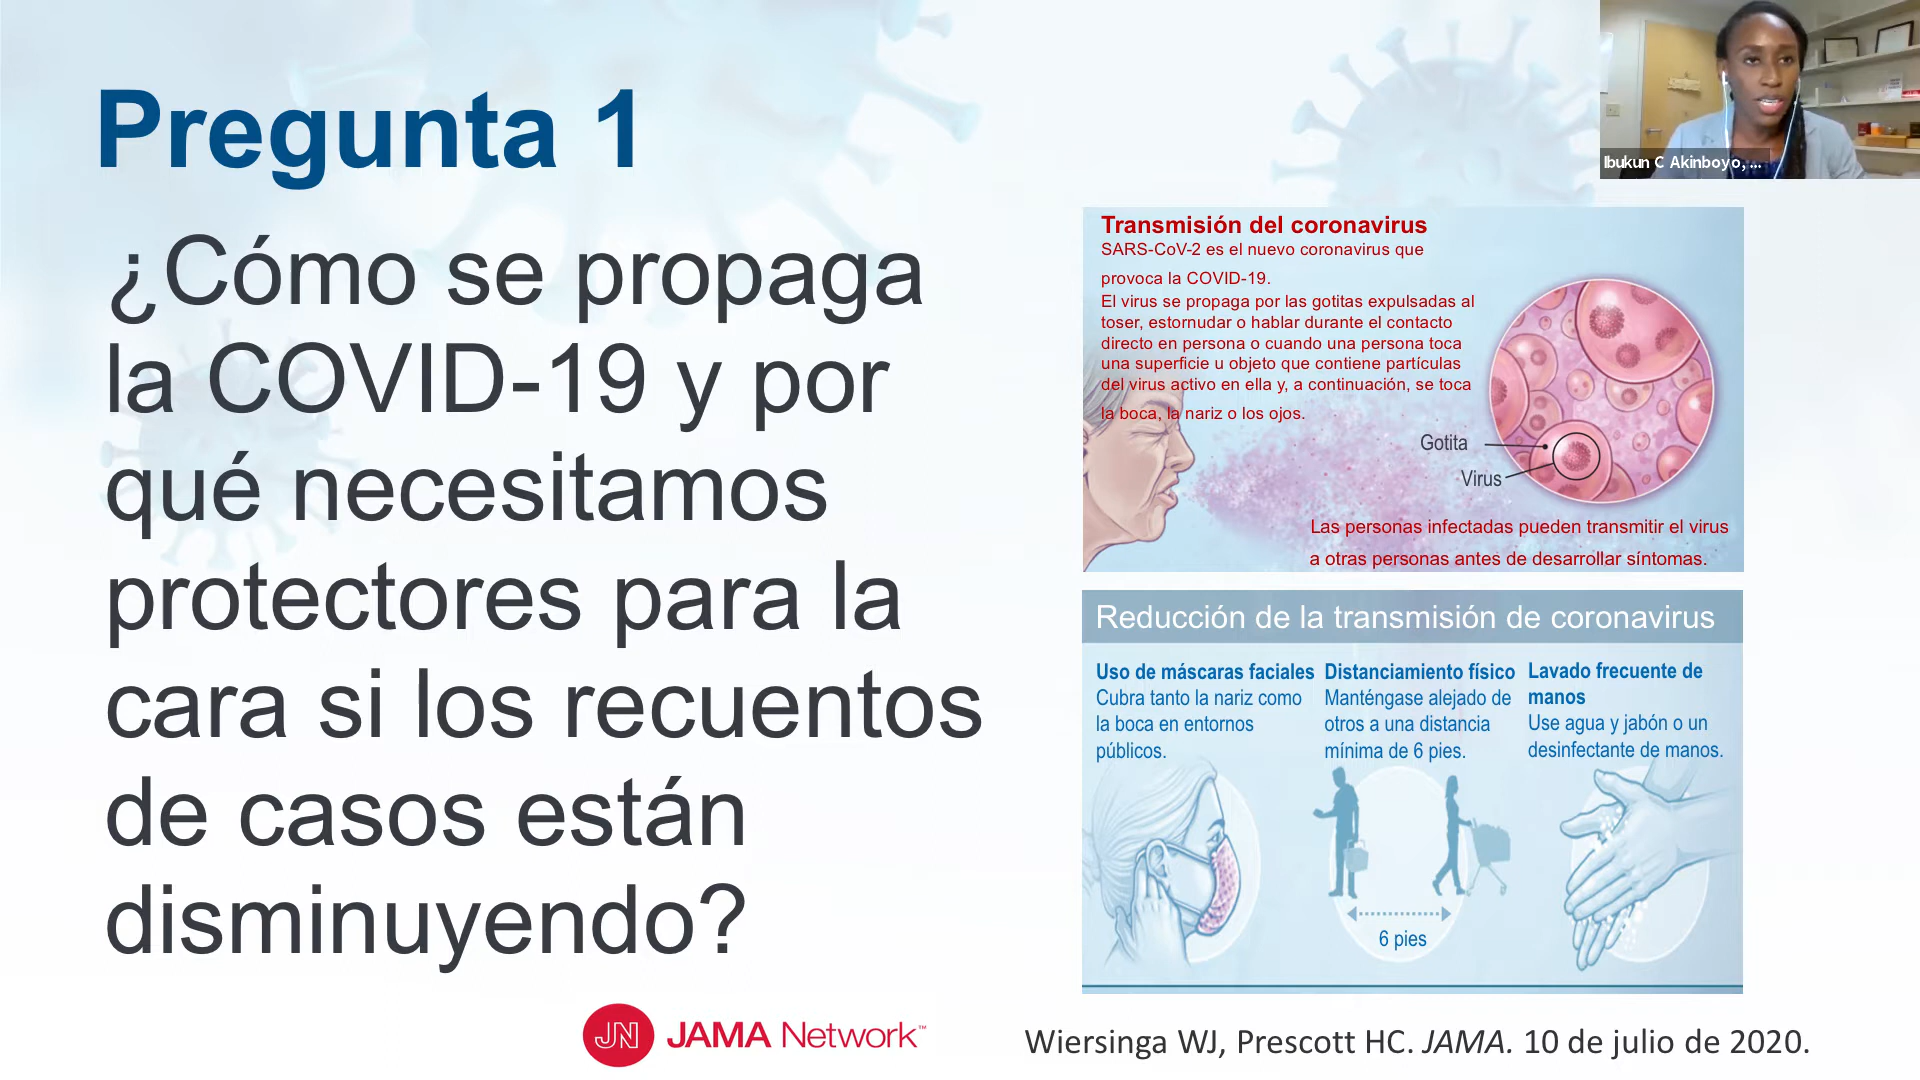 Pregunta 1
¿Cómo se propaga
la COVID-19 y por
qué necesitamos
protectores para la
cara si los recuentos
de casos están
disminuyendo?
Ibukun C Akinboyo, ...
Transmisión del coronavirus
SARS-CoV-2 es el nuevo coronavirus que
provoca la COVID-19.
El virus se propaga por las gotitas expulsadas al
toser, estornudar o hablar durante el contacto
directo en persona o cuando una persona toca
una superficie u objeto que contiene partículas
del virus activo en ella y, a continuación, se toca
la boca, la nariz o los ojos.
Gotita
Virus
Las personas infectadas pueden transmitir el virus
a otras personas antes de desarrollar síntomas.
Reducción de la transmisión de coronavirus
Uso de máscaras faciales
Cubra tanto la nariz como
la boca en entornos
públicos.
Distanciamiento físico
Manténgase alejado de
otros a una distancia
mínima de 6 pies.
Lavado frecuente de
manos
Use agua y jabón o un
desinfectante de manos.
6 pies
JN JAMA Network™
Wiersinga WJ, Prescott HC. JAMA. 10 de julio de 2020.